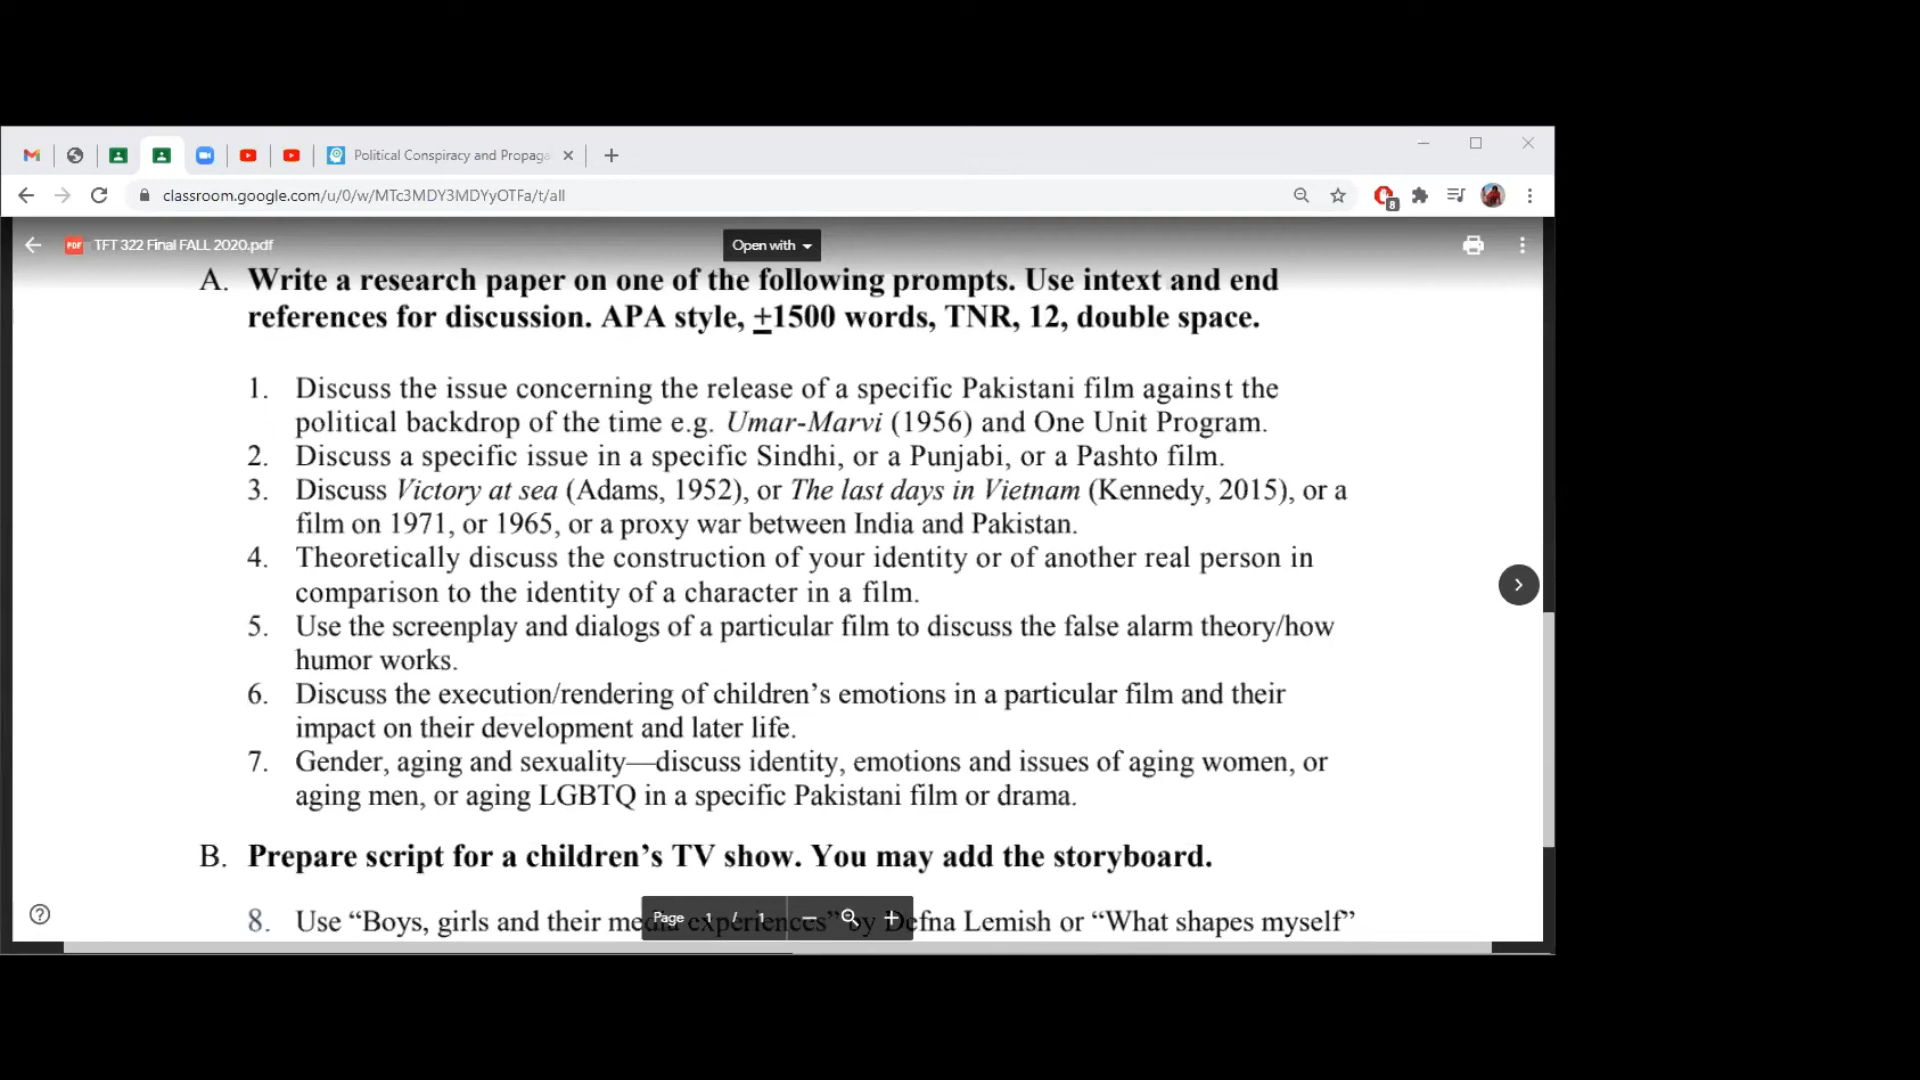 Political Conspiracy and Propaga
classroom.google.com/u/0/w/MTc3MDY3MDYyOTFa/t/all
8
PDF TFT 322 Final FALL 2020.pdf
Open with
A. Write a research paper on one of the following prompts. Use intext and end
references for discussion. APA style, ±1500 words, TNR, 12, double space.
1. Discuss the issue concerning the release of a specific Pakistani film against the
political backdrop of the time e.g. Umar-Marvi (1956) and One Unit Program.
2. Discuss a specific issue in a specific Sindhi, or a Punjabi, or a Pashto film.
3. Discuss Victory at sea (Adams, 1952), or The last days in Vietnam (Kennedy, 2015), or a
film on 1971, or 1965, or a proxy war between India and Pakistan.
4. Theoretically discuss the construction of your identity or of another real person in
comparison to the identity of a character in a film.
5. Use the screenplay and dialogs of a particular film to discuss the false alarm theory/how
humor works.
6. Discuss the execution/rendering of children’s emotions in a particular film and their
impact on their development and later life.
7. Gender, aging and sexuality—discuss identity, emotions and issues of aging women, or
aging men, or aging LGBTQ in a specific Pakistani film or drama.
B. Prepare script for a children’s TV show. You may add the storyboard.
8. Use “Boys, girls and their media experiences” by Defna Lemish or “What shapes myself”
Page 1 / 1